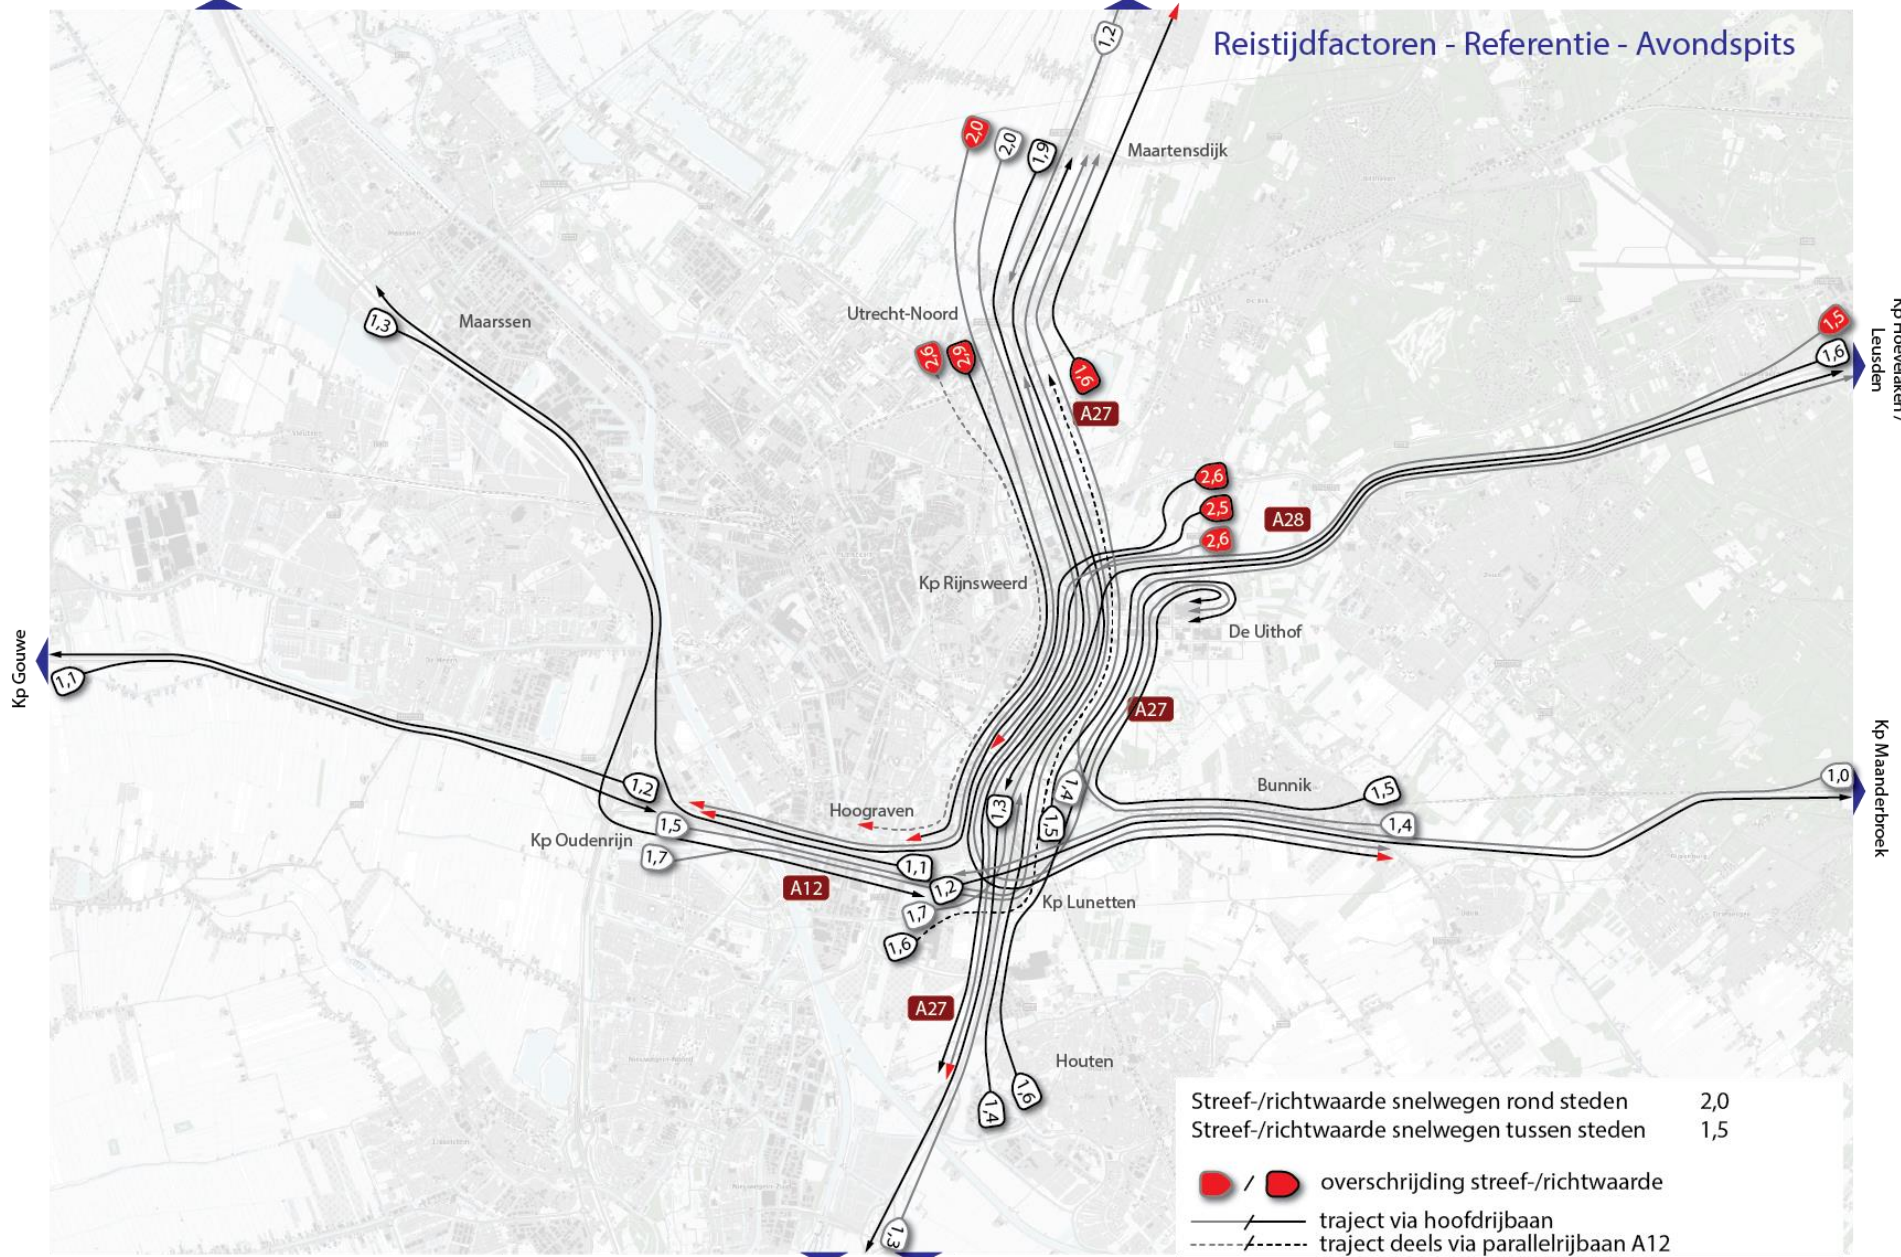 Reistijdfactoren - Referentie - Avondspits
1,2
2,0
2,0
1,9
Maartensdijk
Utrecht-Noord
Maarssen
1,3
2,6
2,9
1,6
A27
1,5
1,6
Leusden
2,6
2,5
2,6
A28
Kp Rijnsweerd
De Uithof
Kp Gouwe
1,1
A27
Kp Maanderbroek
1,0
Bunnik
1,5
1,4
1,2
1,5
1,7
Kp Oudenrijn
Hoograven
1,3
1,4
1,5
1,1
1,2
A12
1,7
1,6
Kp Lunetten
A27
Houten
1,4
1,6
1,3
Streef-/richtwaarde snelwegen rond steden 2,0
Streef-/richtwaarde snelwegen tussen steden 1,5
/ overschrijding streef-/richtwaarde
traject via hoofdrijbaan
traject deels via parallelrijbaan A12